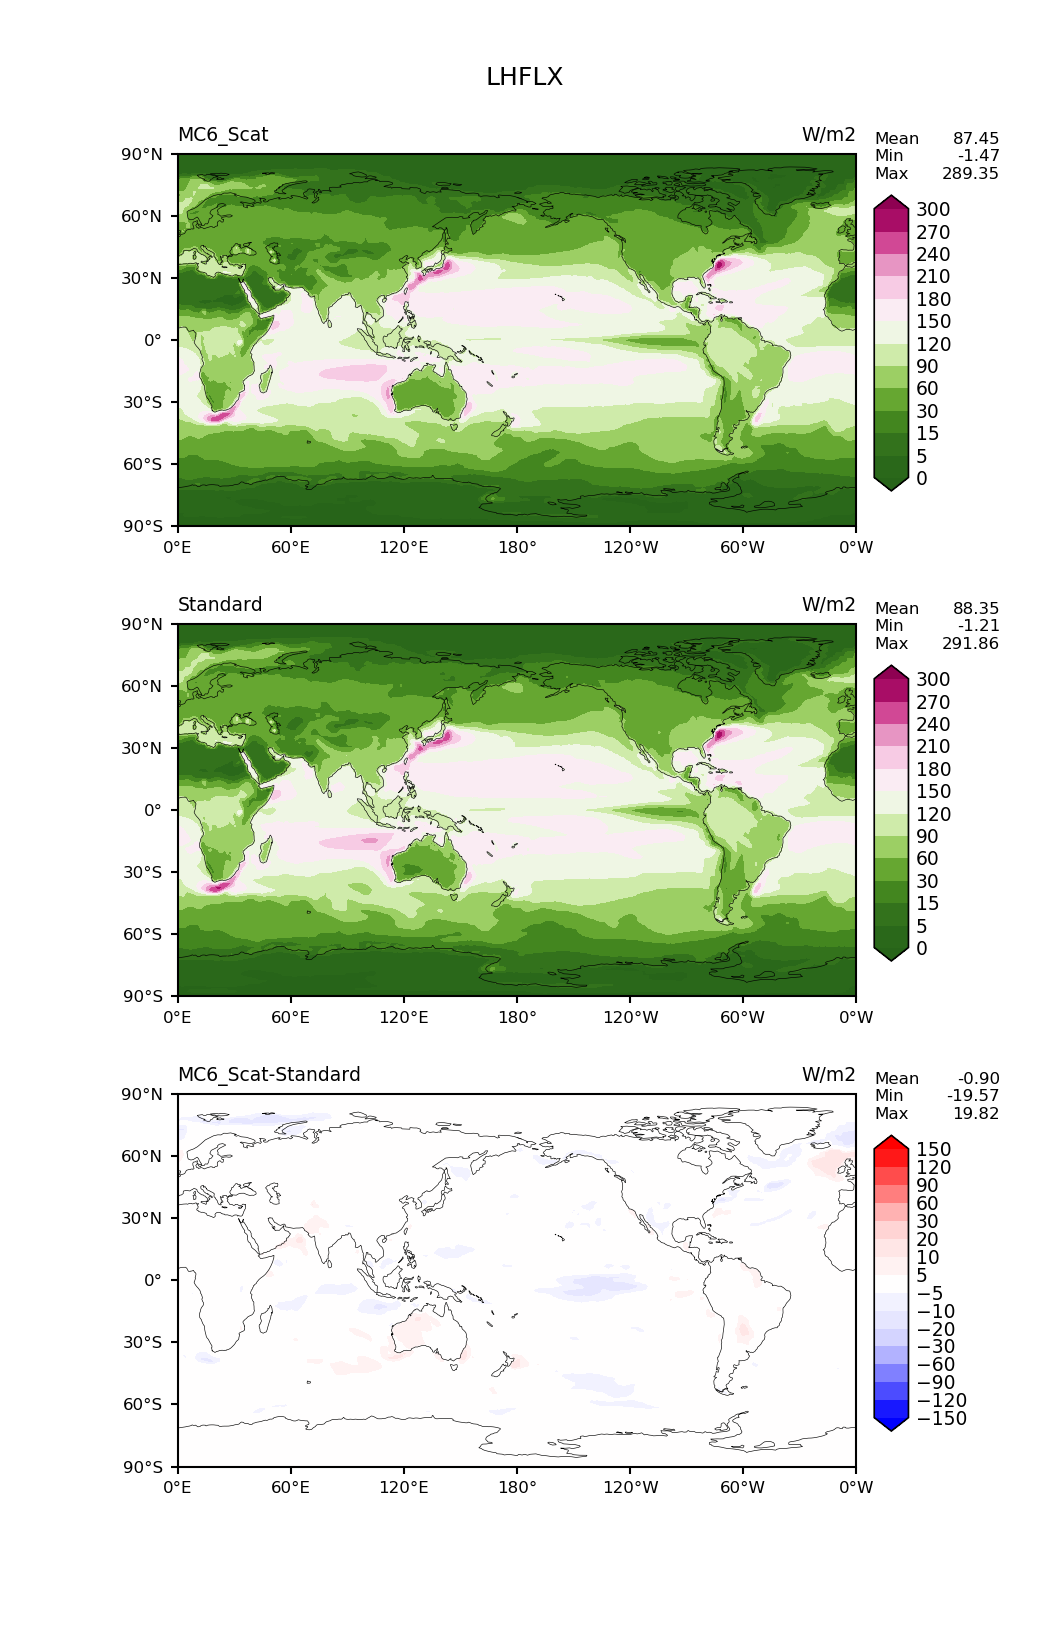 LHFLX
MC6_Scat W/m2
Mean 87.45
Min -1.47
Max 289.35
90°N
60°N
30°N
0°
30°S
60°S
90°S
0°E 60°E 120°E 180° 120°W 60°W 0°W
300
270
240
210
180
150
120
90
60
30
15
5
0
Standard W/m2
Mean 88.35
Min -1.21
Max 291.86
90°N
60°N
30°N
0°
30°S
60°S
90°S
0°E 60°E 120°E 180° 120°W 60°W 0°W
300
270
240
210
180
150
120
90
60
30
15
5
0
MC6_Scat-Standard W/m2
Mean -0.90
Min -19.57
Max 19.82
90°N
60°N
30°N
0°
30°S
60°S
90°S
0°E 60°E 120°E 180° 120°W 60°W 0°W
150
120
90
60
30
20
10
5
−5
−10
−20
−30
−60
−90
−120
−150